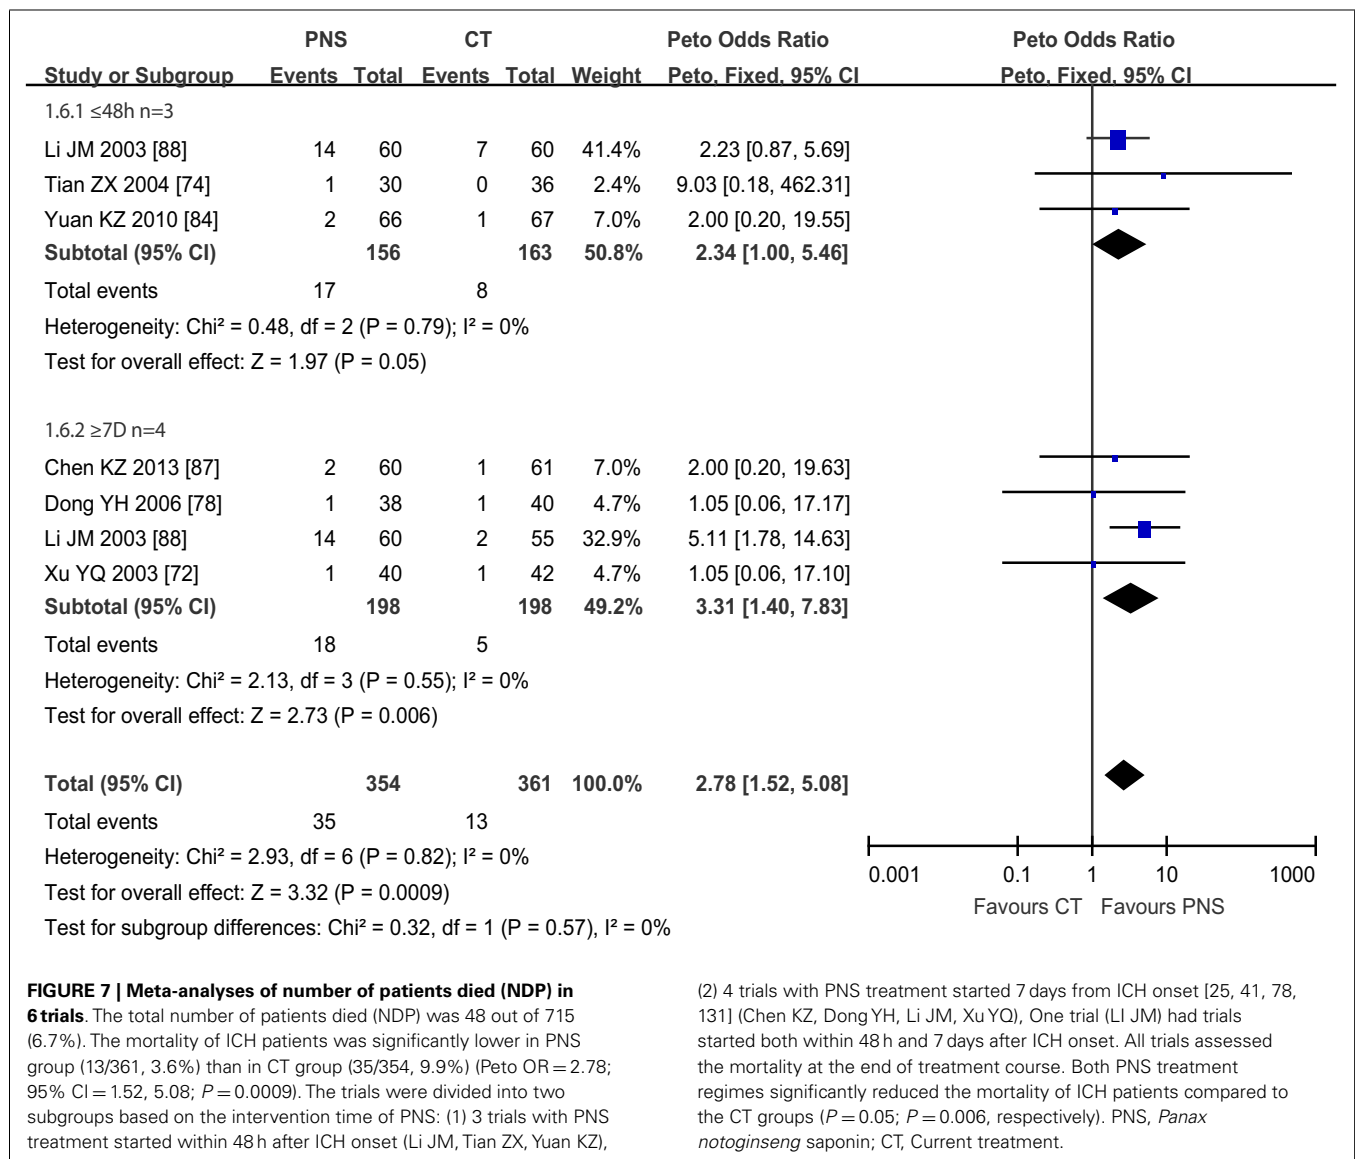 PNS CT Peto Odds Ratio Peto Odds Ratio
Study or Subgroup Events Total Events Total Weight Peto, Fixed, 95% CI Peto, Fixed, 95% CI
1.6.1 ≤48h n=3
Li JM 2003 [88] 14 60 7 60 41.4% 2.23 [0.87, 5.69]
Tian ZX 2004 [74] 1 30 0 36 2.4% 9.03 [0.18, 462.31]
Yuan KZ 2010 [84] 2 66 1 67 7.0% 2.00 [0.20, 19.55]
Subtotal (95% CI) 156 163 50.8% 2.34 [1.00, 5.46]
Total events 17 8
Heterogeneity: Chi² = 0.48, df = 2 (P = 0.79); I² = 0%
Test for overall effect: Z = 1.97 (P = 0.05)
1.6.2 ≥7D n=4
Chen KZ 2013 [87] 2 60 1 61 7.0% 2.00 [0.20, 19.63]
Dong YH 2006 [78] 1 38 1 40 4.7% 1.05 [0.06, 17.17]
Li JM 2003 [88] 14 60 2 55 32.9% 5.11 [1.78, 14.63]
Xu YQ 2003 [72] 1 40 1 42 4.7% 1.05 [0.06, 17.10]
Subtotal (95% CI) 198 198 49.2% 3.31 [1.40, 7.83]
Total events 18 5
Heterogeneity: Chi² = 2.13, df = 3 (P = 0.55); I² = 0%
Test for overall effect: Z = 2.73 (P = 0.006)
Total (95% CI) 354 361 100.0% 2.78 [1.52, 5.08]
Total events 35 13
Heterogeneity: Chi² = 2.93, df = 6 (P = 0.82); I² = 0%
Test for overall effect: Z = 3.32 (P = 0.0009)
Test for subgroup differences: Chi² = 0.32, df = 1 (P = 0.57), I² = 0%
0.001 0.1 1 10 1000
Favours CT Favours PNS
FIGURE 7 | Meta-analyses of number of patients died (NDP) in
6 trials. The total number of patients died (NDP) was 48 out of 715
(6.7%). The mortality of ICH patients was significantly lower in PNS
group (13/361, 3.6%) than in CT group (35/354, 9.9%) (Peto OR = 2.78;
95% CI = 1.52, 5.08; P = 0.0009). The trials were divided into two
subgroups based on the intervention time of PNS: (1) 3 trials with PNS
treatment started within 48 h after ICH onset (Li JM, Tian ZX, Yuan KZ),
(2) 4 trials with PNS treatment started 7 days from ICH onset [25, 41, 78,
131] (Chen KZ, Dong YH, Li JM, Xu YQ), One trial (LI JM) had trials
started both within 48 h and 7 days after ICH onset. All trials assessed
the mortality at the end of treatment course. Both PNS treatment
regimes significantly reduced the mortality of ICH patients compared to
the CT groups (P = 0.05; P = 0.006, respectively). PNS, Panax
notoginseng saponin; CT, Current treatment.